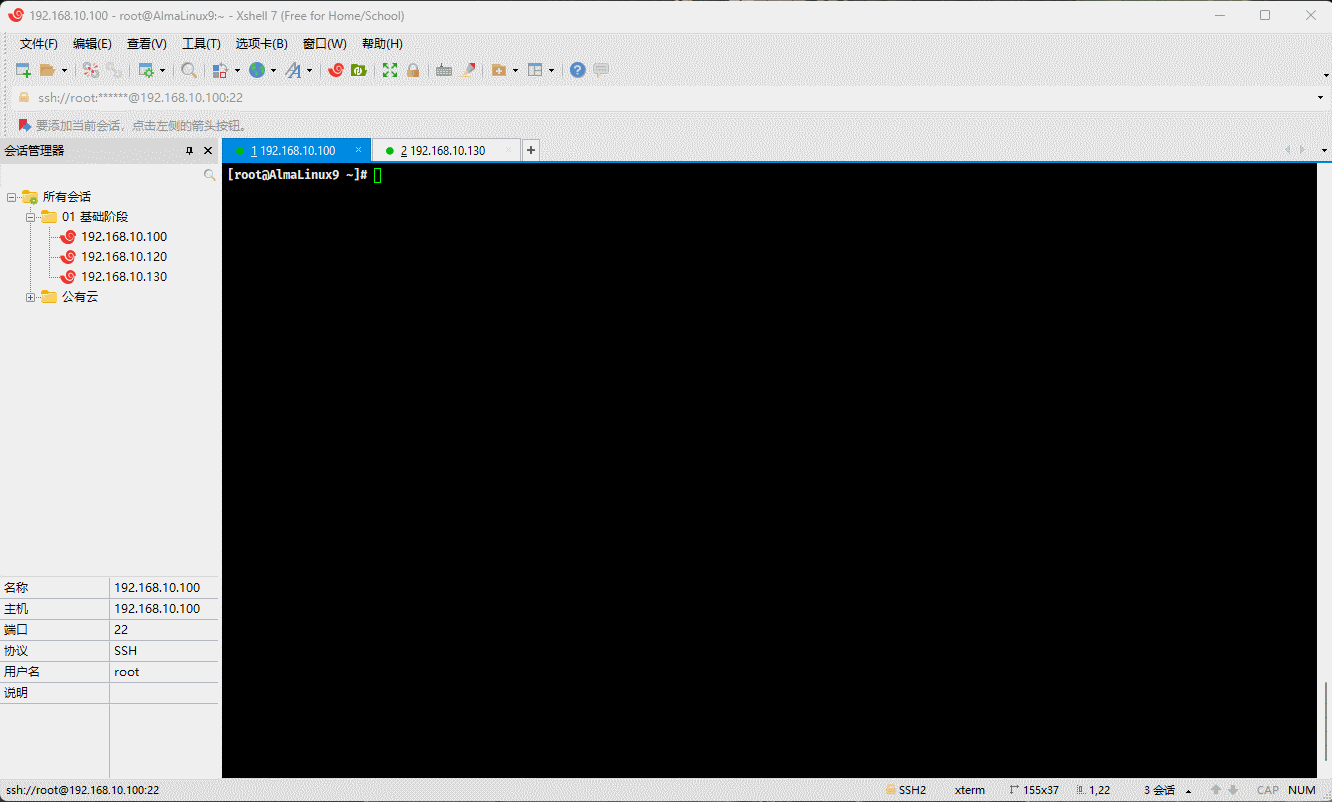 192.168.10.100 - root@AlmaLinux9:~ - Xshell 7 (Free for Home/School)
文件(F) 编辑(E) 查看(V) 工具(T) 选项卡(B) 窗口(W) 帮助(H)
ssh://root:******@192.168.10.100:22
要添加当前会话，点击左侧的箭头按钮。
会话管理器
1 192.168.10.100
2 192.168.10.130
[root@AlmaLinux9 ~]#
所有会话
01 基础阶段
192.168.10.100
192.168.10.120
192.168.10.130
公有云
名称 192.168.10.100
主机 192.168.10.100
端口 22
协议 SSH
用户名 root
说明
ssh://root@192.168.10.100:22 SSH2 xterm 155x37 1,22 3 会话 CAP NUM